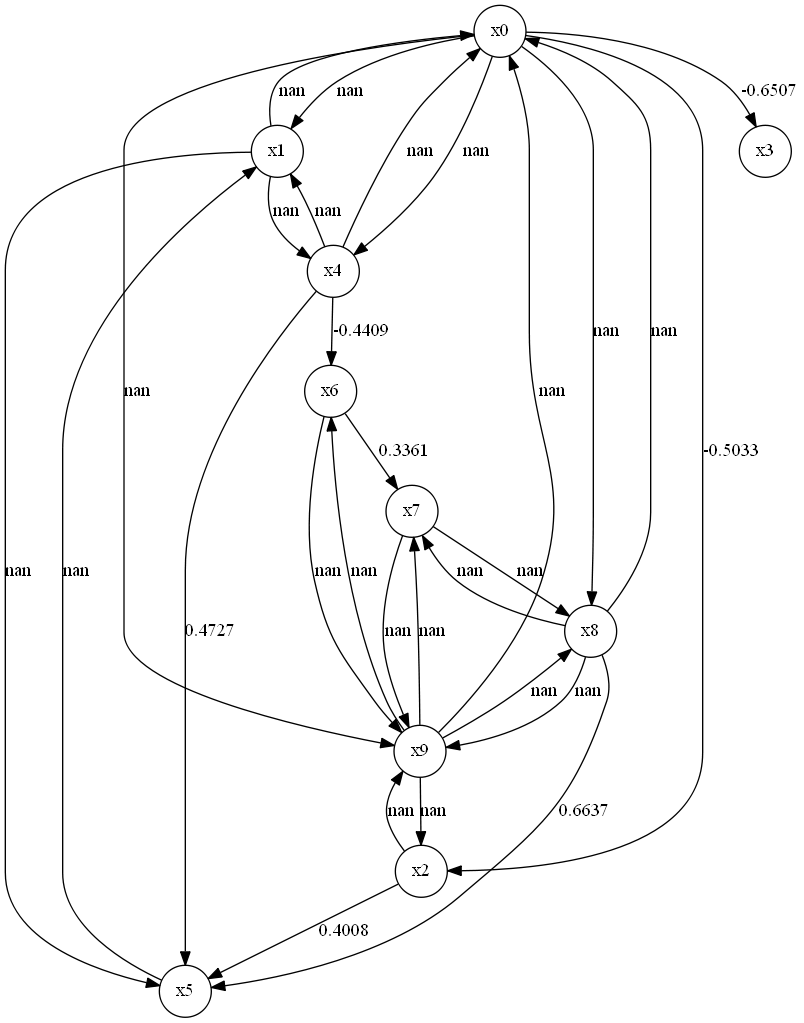 x0
nan nan -0.6507
x1 nan nan x3
nan nan
x4
-0.4409 nan nan
x6 nan nan
0.3361 -0.5033
x7
nan nan nan nan nan nan
0.4727 nan nan x8
nan nan
x9
nan nan 0.6637
x2
0.4008
x5